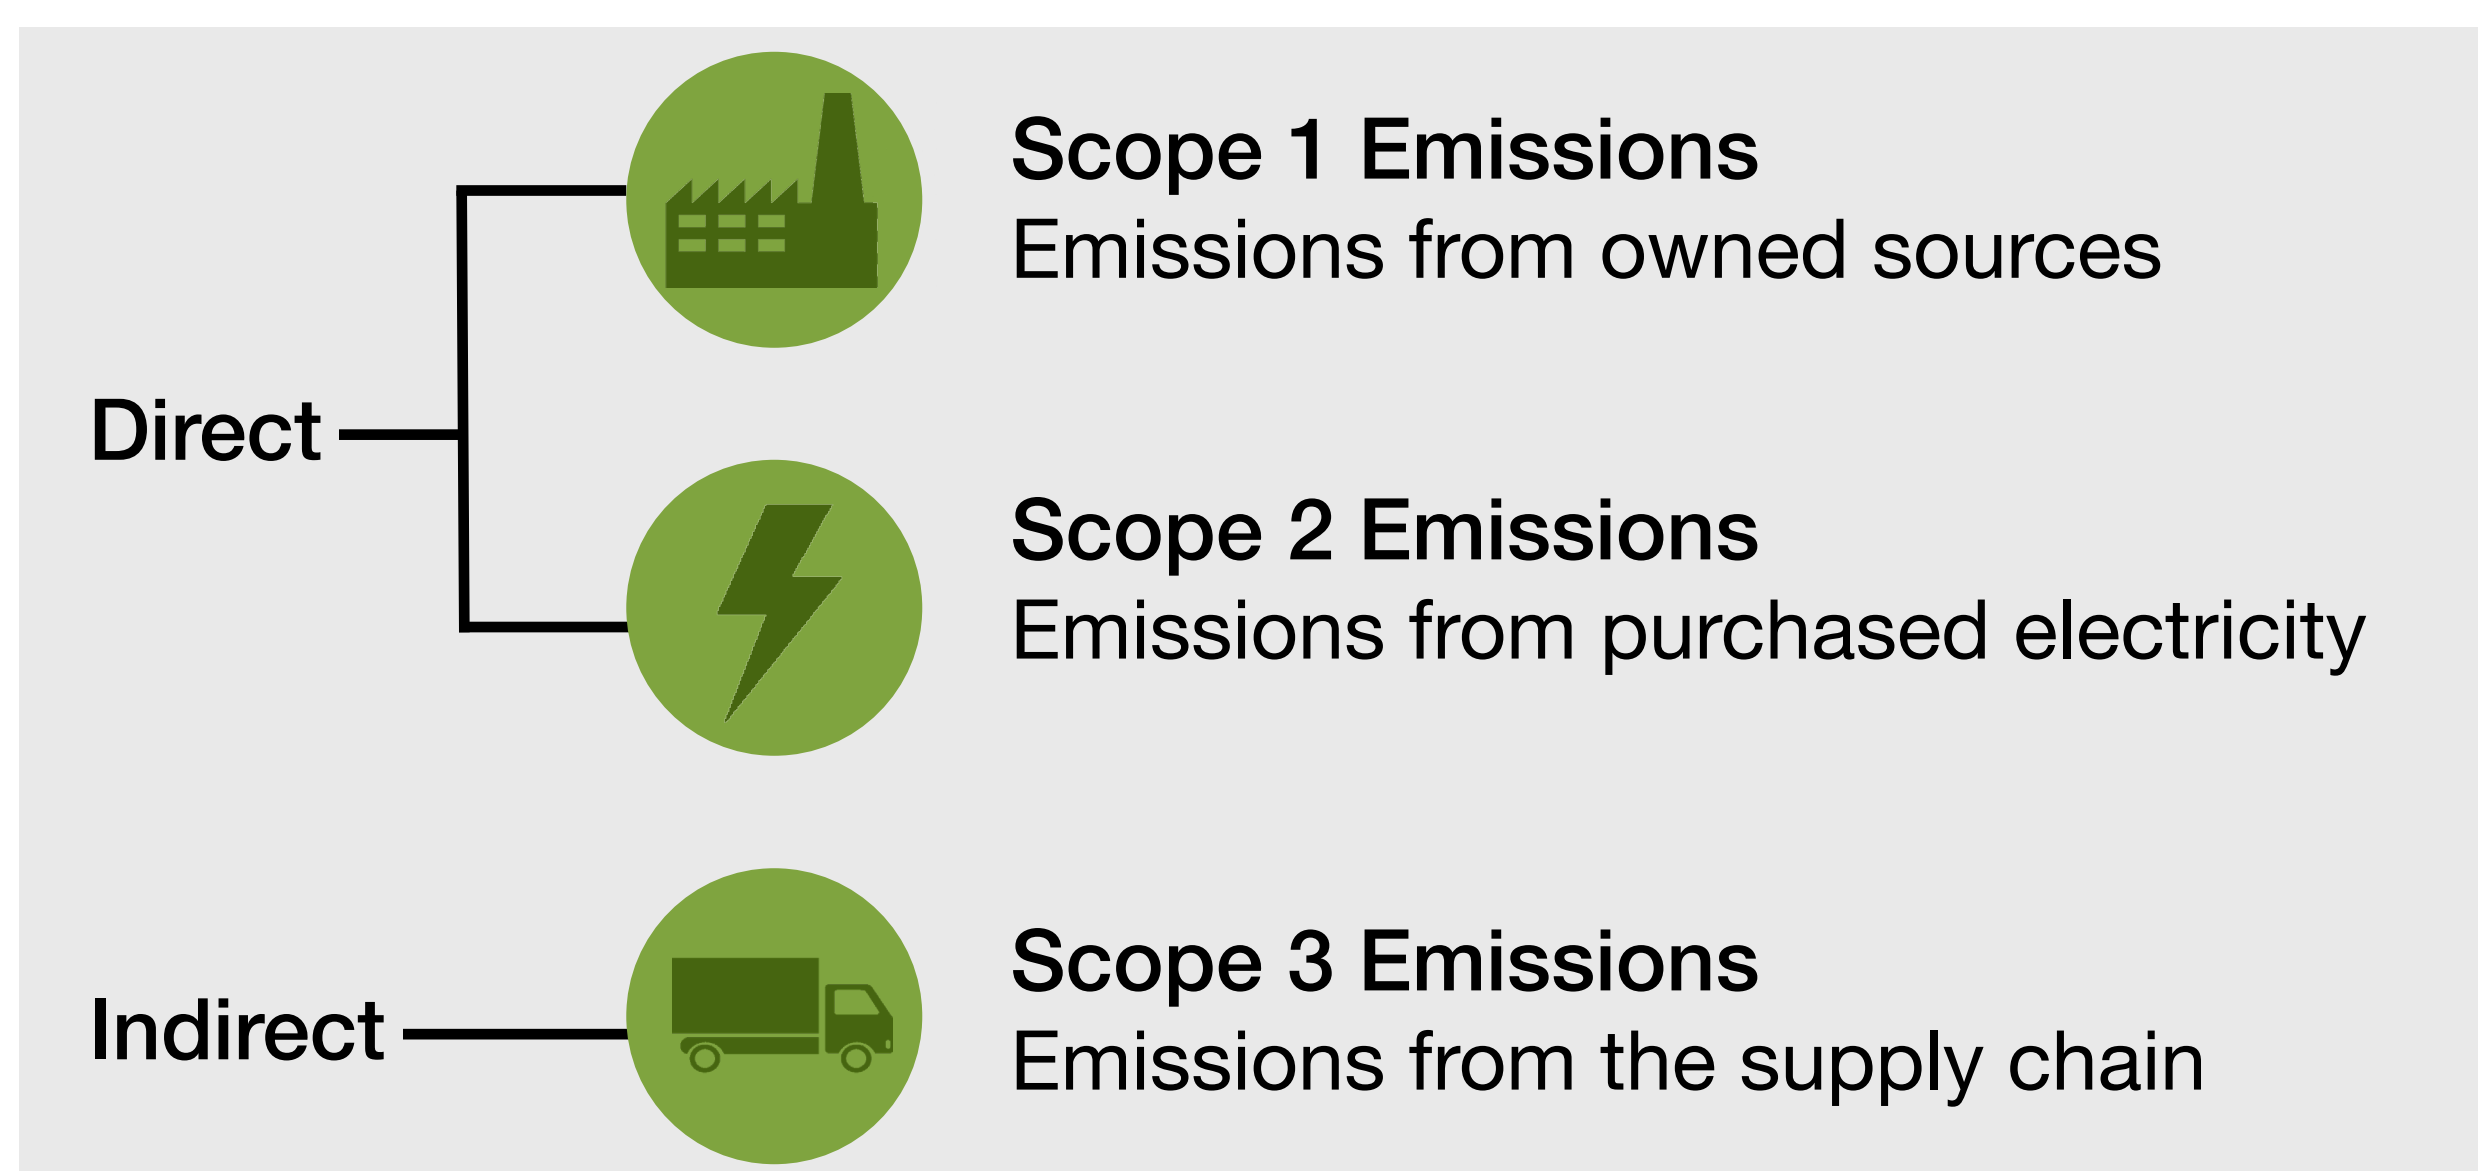 Direct
Scope 1 Emissions
Emissions from owned sources
Scope 2 Emissions
Emissions from purchased electricity
Indirect
Scope 3 Emissions
Emissions from the supply chain